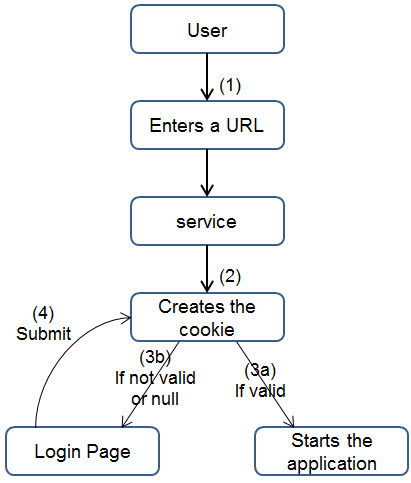 User
(1)
Enters a URL
service
(2)
Creates the
cookie
(4)
Submit
(3b)
If not valid
or null
(3a)
If valid
Login Page
Starts the
application